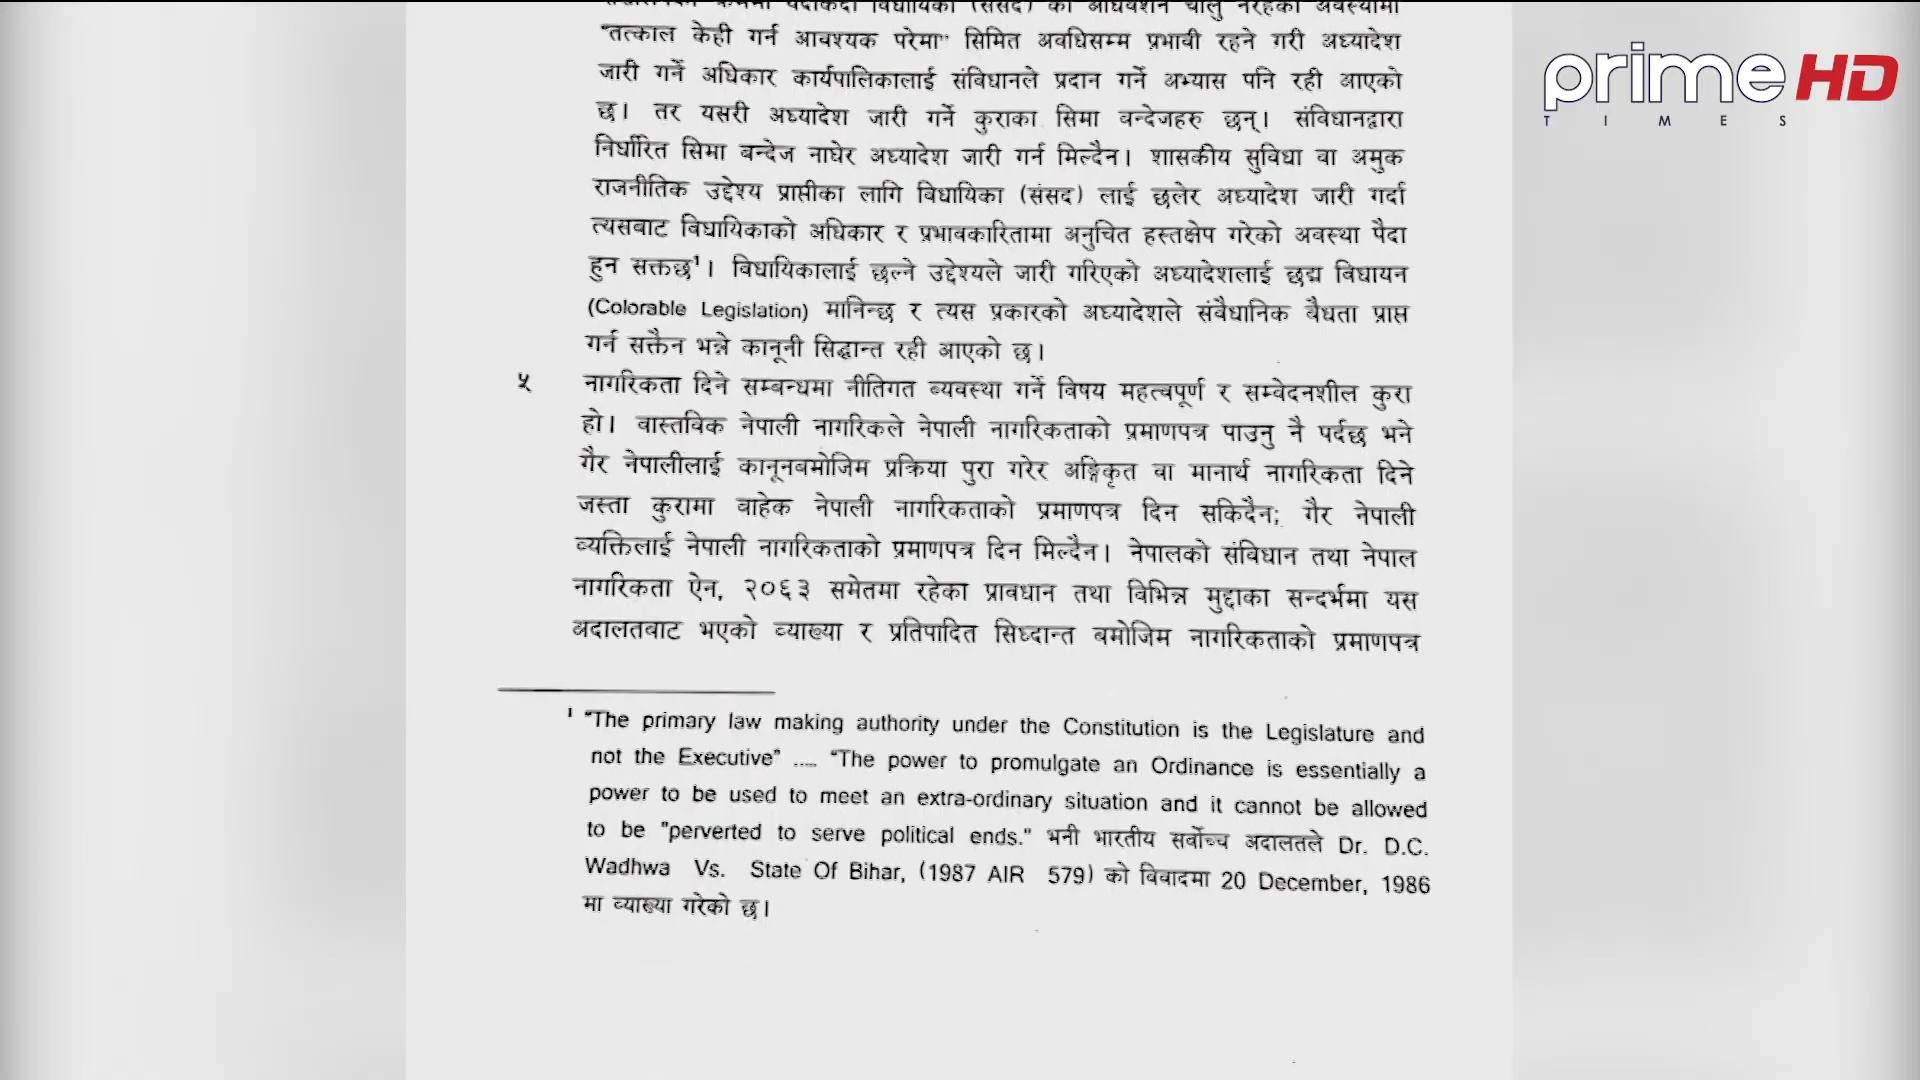 (संसद) को अधिवेशन चालु नरहेको अवस्थामा
"तत्काल केही गर्न आवश्यक परेमा" सिमित अवधिसम्म प्रभावी रहने गरी अध्यादेश
जारी गर्ने अधिकार कार्यपालिकालाई संविधानले प्रदान गर्ने अभ्यास पनि रही आएको
छ। तर यसरी अध्यादेश जारी गर्ने कुराका सिमा बन्देजहरु छन्। संविधानद्वारा
निर्धारित सिमा बन्देज नाघेर अध्यादेश जारी गर्न मिल्दैन। शासकीय सुविधा वा अमुक
राजनीतिक उद्देश्य प्राप्तीका लागि बिधायिका (संसद) लाई छलेर अध्यादेश जारी गर्दा
त्यसबाट बिधायिकाको अधिकार र प्रभावकारितामा अनुचित हस्तक्षेप गरेको अवस्था पैदा
हुन सक्तछ¹। बिधायिकालाई छल्ने उद्देश्यले जारी गरिएको अध्यादेशलाई छद्म बिधायन
(Colorable Legislation) मानिन्छ र त्यस प्रकारको अध्यादेशले संवैधानिक वैधता प्राप्त
गर्न सक्तैन भन्ने कानूनी सिद्धान्त रही आएको छ।
५ नागरिकता दिने सम्बन्धमा नीतिगत व्यवस्था गर्ने बिषय महत्वपूर्ण र सम्वेदनशील कुरा
हो। वास्तविक नेपाली नागरिकले नेपाली नागरिकताको प्रमाणपत्र पाउनु नै पर्दछ भने
गैर नेपालीलाई कानूनबमोजिम प्रक्रिया पुरा गरेर अङ्गिकृत वा मानार्थ नागरिकता दिने
जस्ता कुरामा बाहेक नेपाली नागरिकताको प्रमाणपत्र दिन सकिदैन; गैर नेपाली
व्यक्तिलाई नेपाली नागरिकताको प्रमाणपत्र दिन मिल्दैन। नेपालको संबिधान तथा नेपाल
नागरिकता ऐन, २०६३ समेतमा रहेका प्रावधान तथा विभिन्न मुद्दाका सन्दर्भमा यस
अदालतबाट भएको व्याख्या र प्रतिपादित सिध्दान्त बमोजिम नागरिकताको प्रमाणपत्र
¹ "The primary law making authority under the Constitution is the Legislature and
not the Executive" ..... "The power to promulgate an Ordinance is essentially a
power to be used to meet an extra-ordinary situation and it cannot be allowed
to be "perverted to serve political ends." भनी भारतीय सर्वोच्च अदालतले Dr. D.C.
Wadhwa Vs. State Of Bihar, (1987 AIR 579) को बिवादमा 20 December, 1986
मा व्याख्या गरेको छ।
prime HD
TIMES